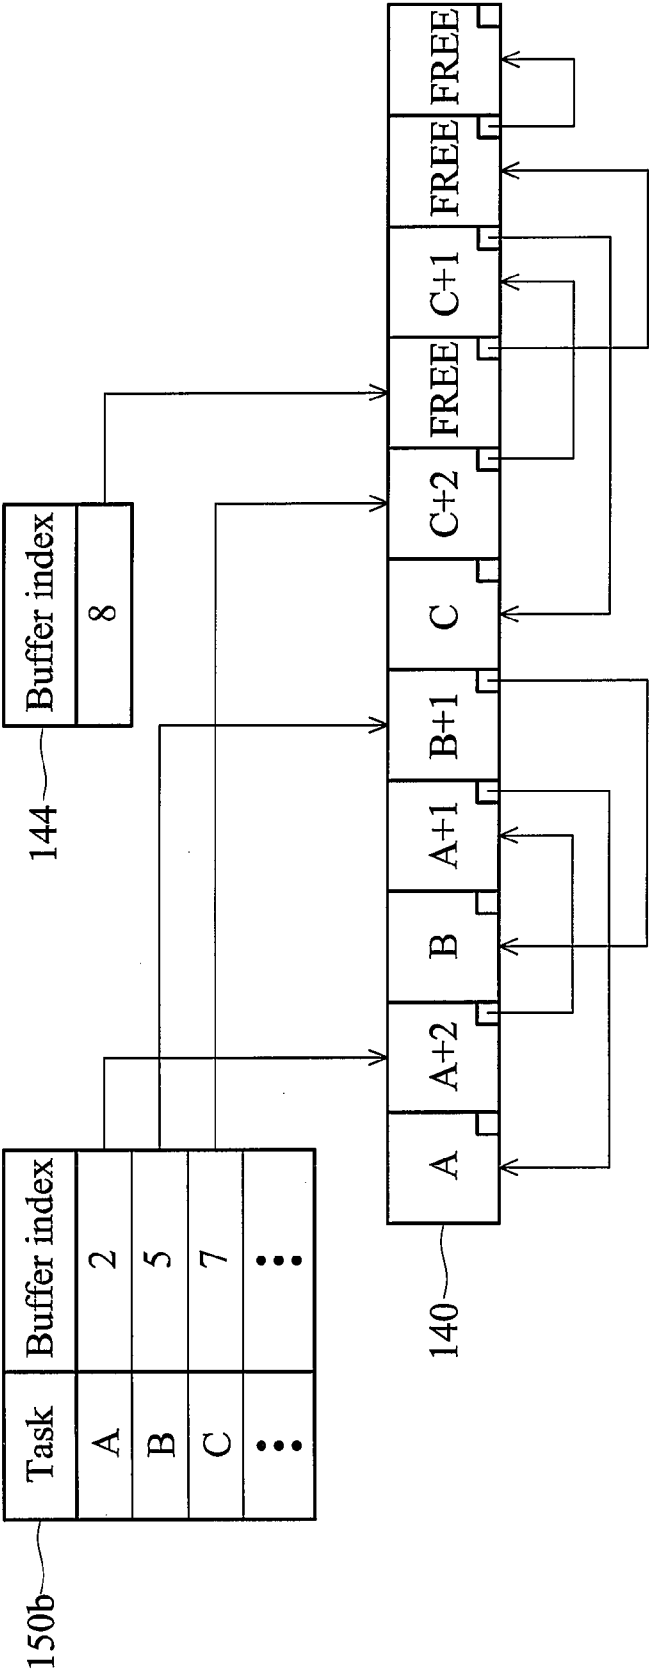 150b
Task Buffer index
A 2
B 5
C 7
144
Buffer index
8
140
A A+2 B A+1 B+1 C C+2 FREE C+1 FREE FREE